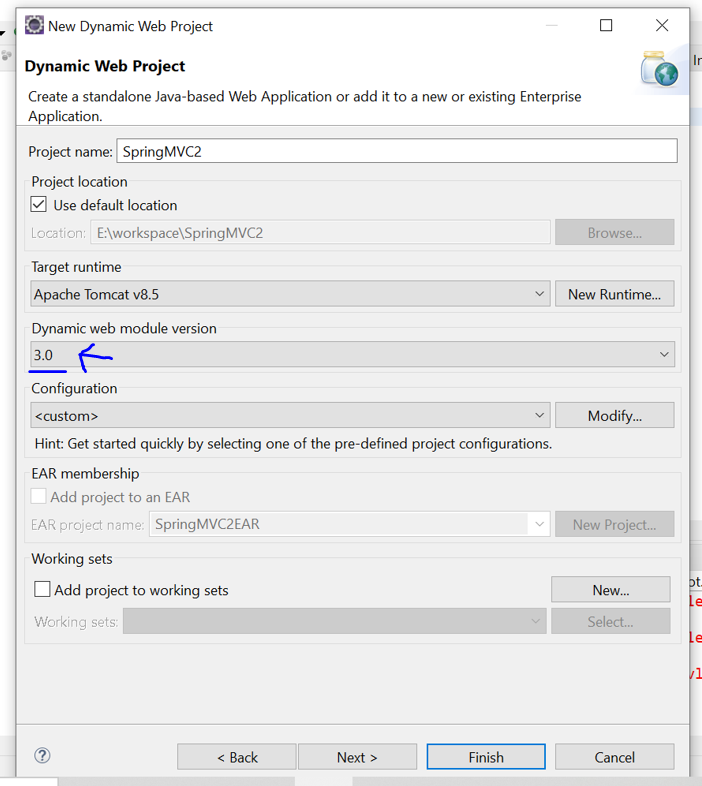 New Dynamic Web Project
Dynamic Web Project
Create a standalone Java-based Web Application or add it to a new or existing Enterprise
Application.
Project name: SpringMVC2
Project location
Use default location
Location: E:\workspace\SpringMVC2 Browse...
Target runtime
Apache Tomcat v8.5 New Runtime...
Dynamic web module version
3.0
Configuration
<custom> Modify...
Hint: Get started quickly by selecting one of the pre-defined project configurations.
EAR membership
Add project to an EAR
EAR project name: SpringMVC2EAR New Project...
Working sets
Add project to working sets New...
Working sets: Select...
? < Back Next > Finish Cancel